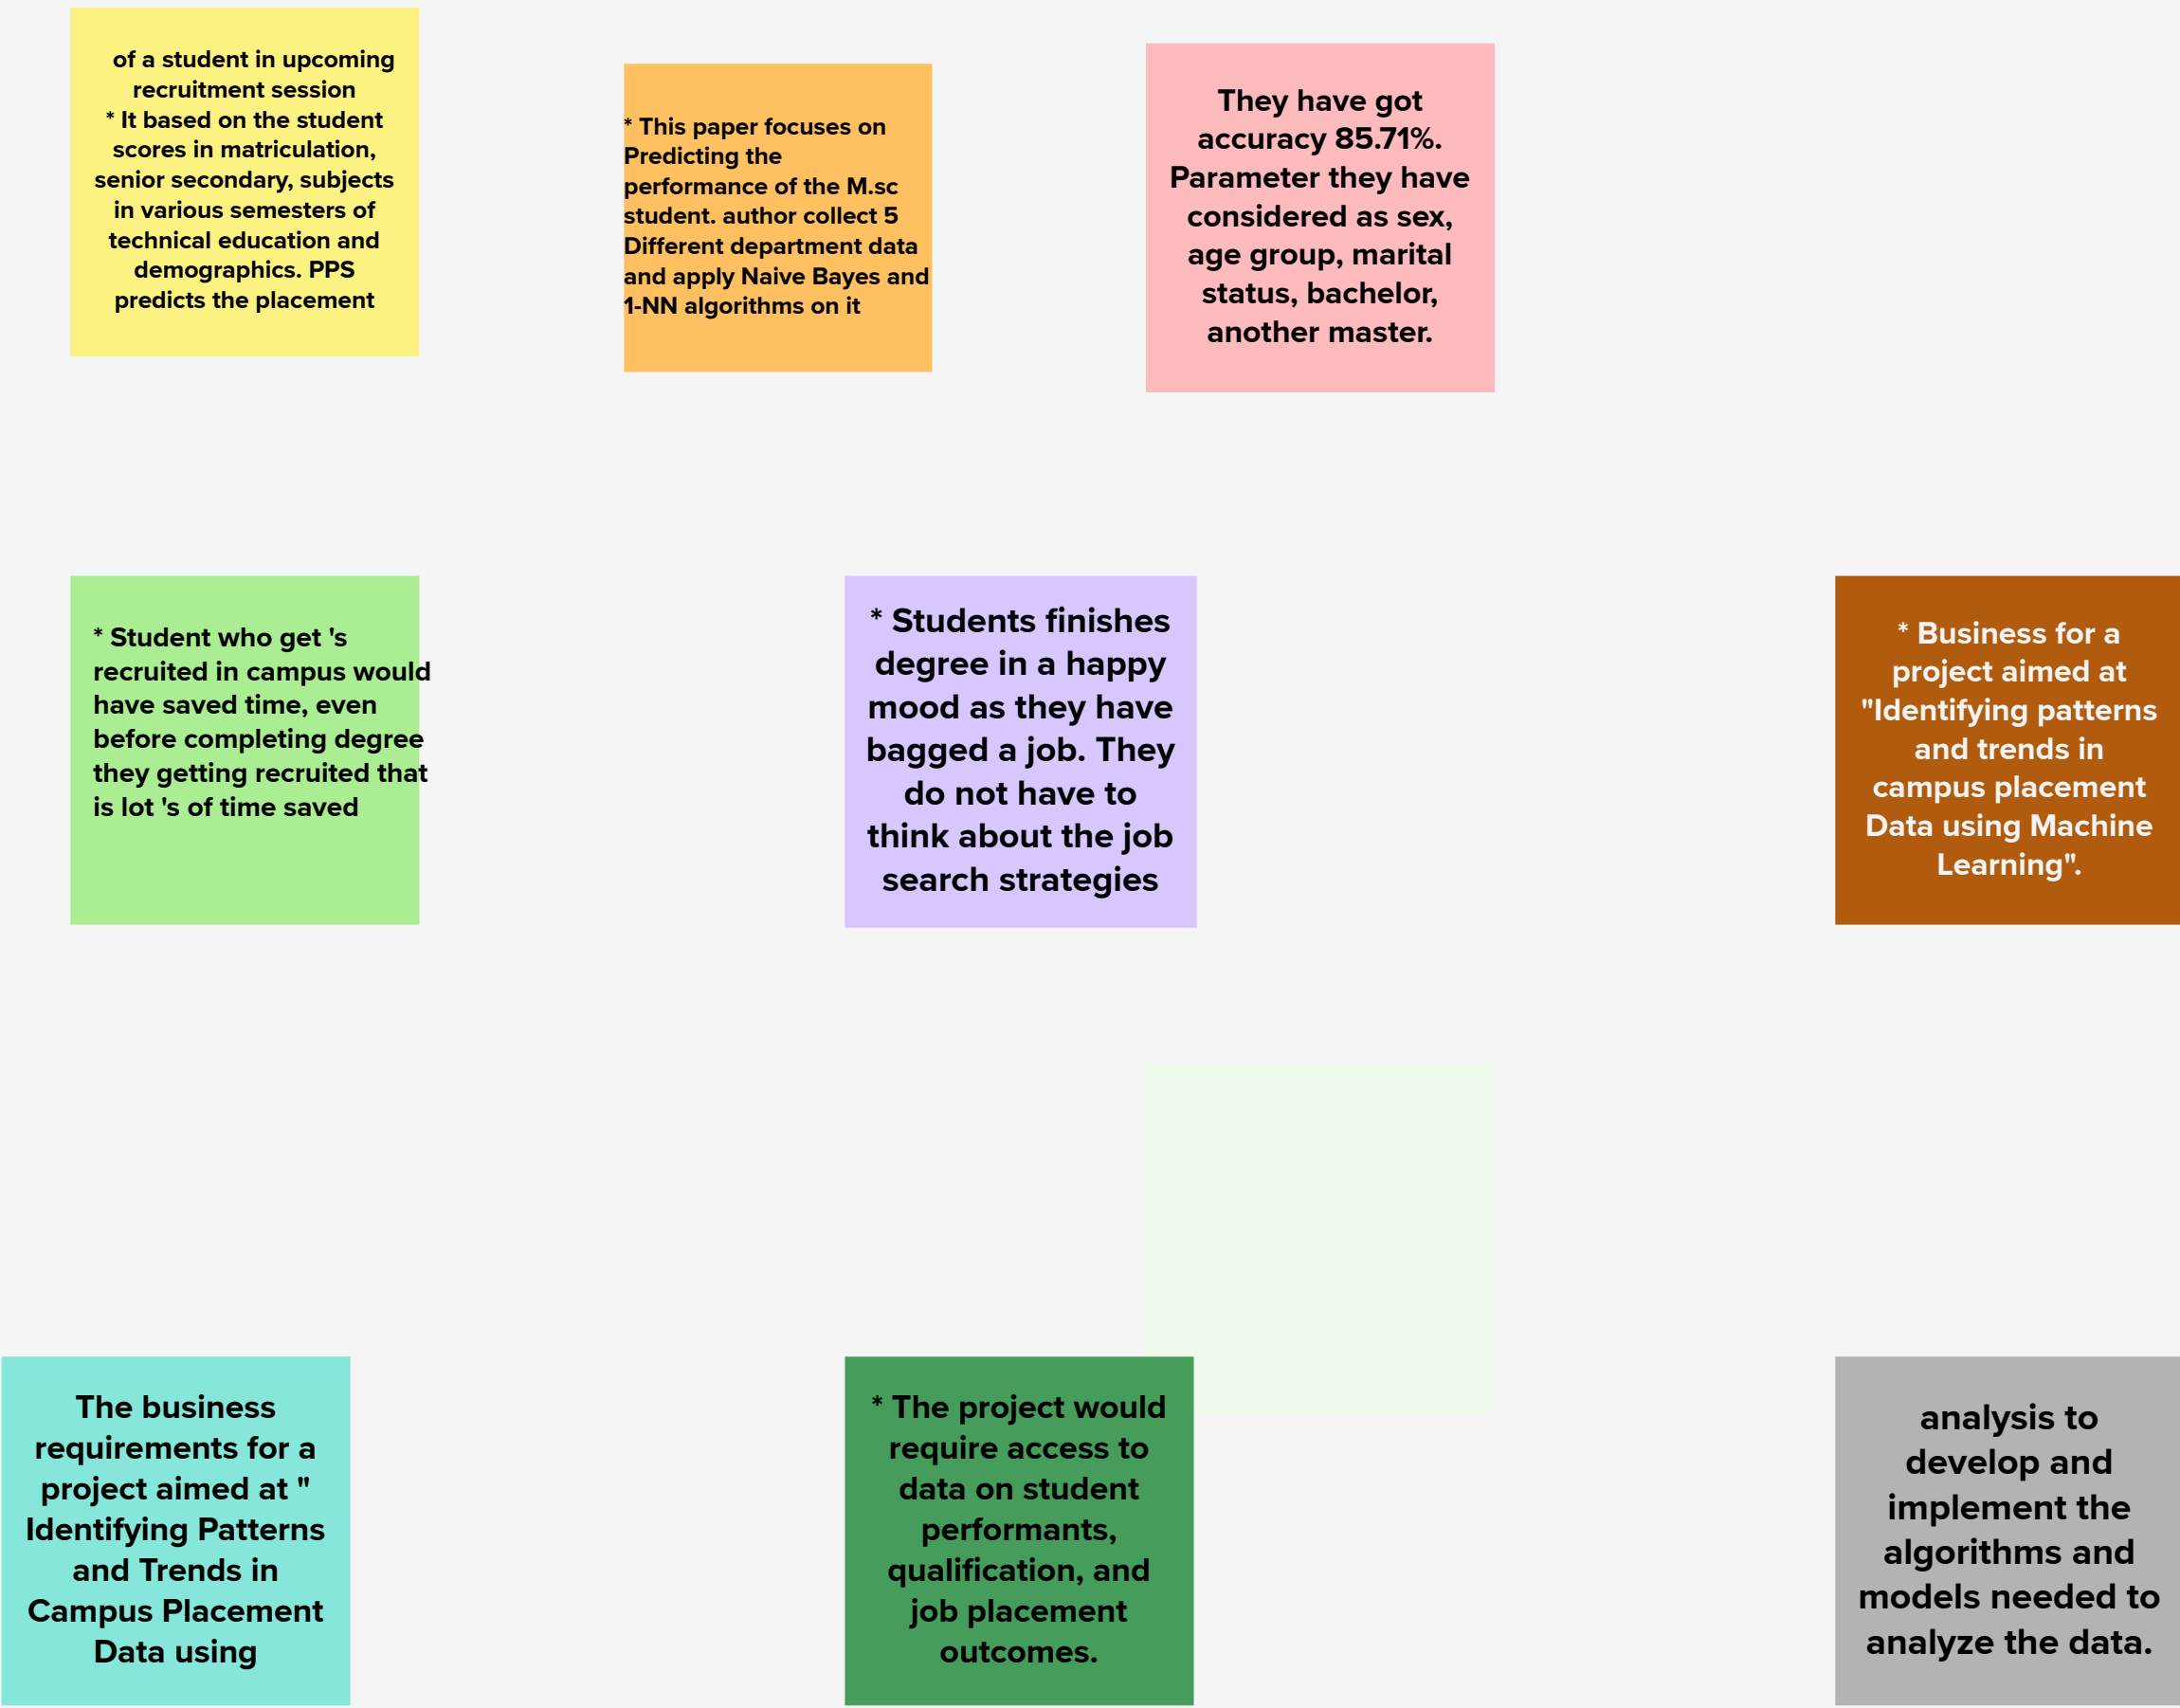 of a student in upcoming
recruitment session
* It based on the student
scores in matriculation,
senior secondary, subjects
in various semesters of
technical education and
demographics. PPS
predicts the placement
* This paper focuses on
Predicting the
performance of the M.sc
student. author collect 5
Different department data
and apply Naive Bayes and
1-NN algorithms on it
They have got
accuracy 85.71%.
Parameter they have
considered as sex,
age group, marital
status, bachelor,
another master.
* Student who get 's
recruited in campus would
have saved time, even
before completing degree
they getting recruited that
is lot 's of time saved
* Students finishes
degree in a happy
mood as they have
bagged a job. They
do not have to
think about the job
search strategies
* Business for a
project aimed at
"Identifying patterns
and trends in
campus placement
Data using Machine
Learning".
The business
requirements for a
project aimed at "
Identifying Patterns
and Trends in
Campus Placement
Data using
* The project would
require access to
data on student
performants,
qualification, and
job placement
outcomes.
analysis to
develop and
implement the
algorithms and
models needed to
analyze the data.